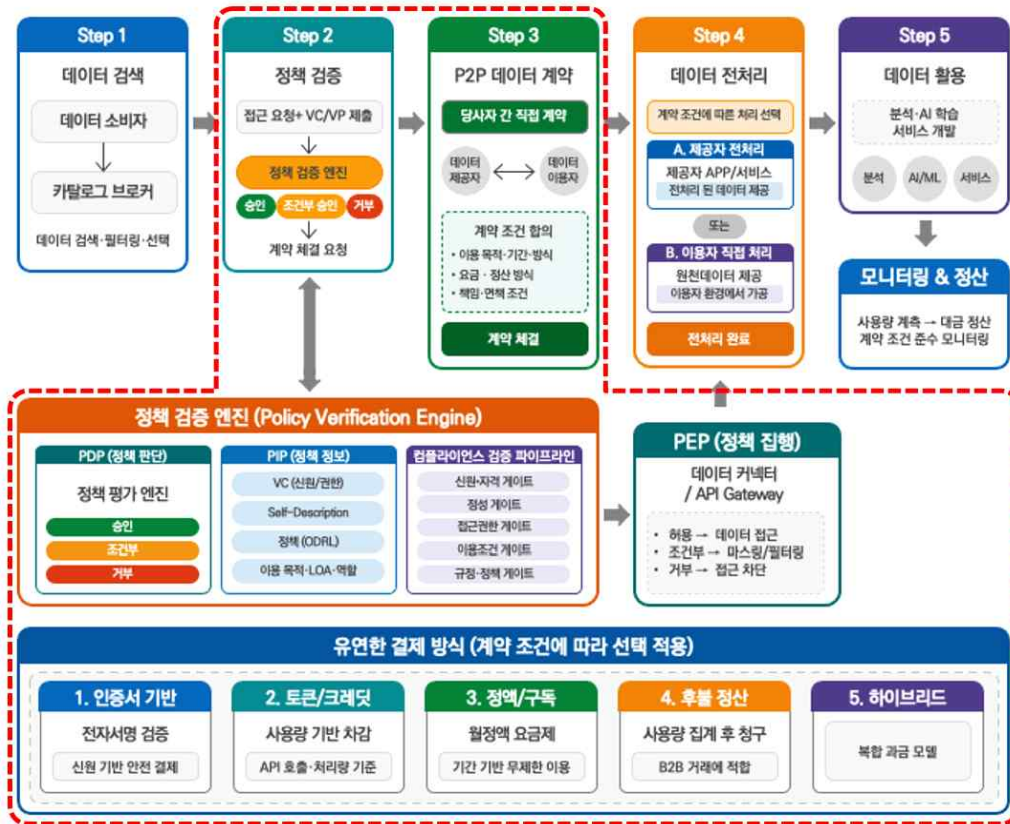 Step 1
데이터 검색
데이터 소비자
카탈로그 브로커
데이터 검색·필터링·선택
Step 2
정책 검증
접근 요청+ VC/VP 제출
정책 검증 엔진
승인
조건부 승인
거부
계약 체결 요청
Step 3
P2P 데이터 계약
당사자 간 직접 계약
데이터
제공자
데이터
이용자
계약 조건 합의
• 이용 목적·기간·방식
• 요금·정산 방식
• 책임·면책 조건
계약 체결
Step 4
데이터 전처리
계약 조건에 따른 처리 선택
A. 제공자 전처리
제공자 APP/서비스
전처리 된 데이터 제공
또는
B. 이용자 직접 처리
원천데이터 제공
이용자 환경에서 가공
전처리 완료
Step 5
데이터 활용
분석·AI 학습
서비스 개발
분석
AI/ML
서비스
모니터링 & 정산
사용량 계측 → 대금 정산
계약 조건 준수 모니터링
정책 검증 엔진 (Policy Verification Engine)
PDP (정책 판단)
정책 평가 엔진
승인
조건부
거부
PIP (정책 정보)
VC (신원/권한)
Self-Description
정책 (ODRL)
이용 목적·LOA·역할
컴플라이언스 검증 파이프라인
신원·자격 게이트
정성 게이트
접근권한 게이트
이용조건 게이트
규정·정책 게이트
PEP (정책 집행)
데이터 커넥터
/ API Gateway
• 허용 → 데이터 접근
• 조건부 → 마스링/필터링
• 거부 → 접근 차단
유연한 결제 방식 (계약 조건에 따라 선택 적용)
1. 인증서 기반
전자서명 검증
신원 기반 안전 결제
2. 토큰/크레딧
사용량 기반 차감
API 호출·처리량 기준
3. 정액/구독
월정액 요금제
기간 기반 무제한 이용
4. 후불 정산
사용량 집계 후 청구
B2B 거래에 적합
5. 하이브리드
복합 과금 모델